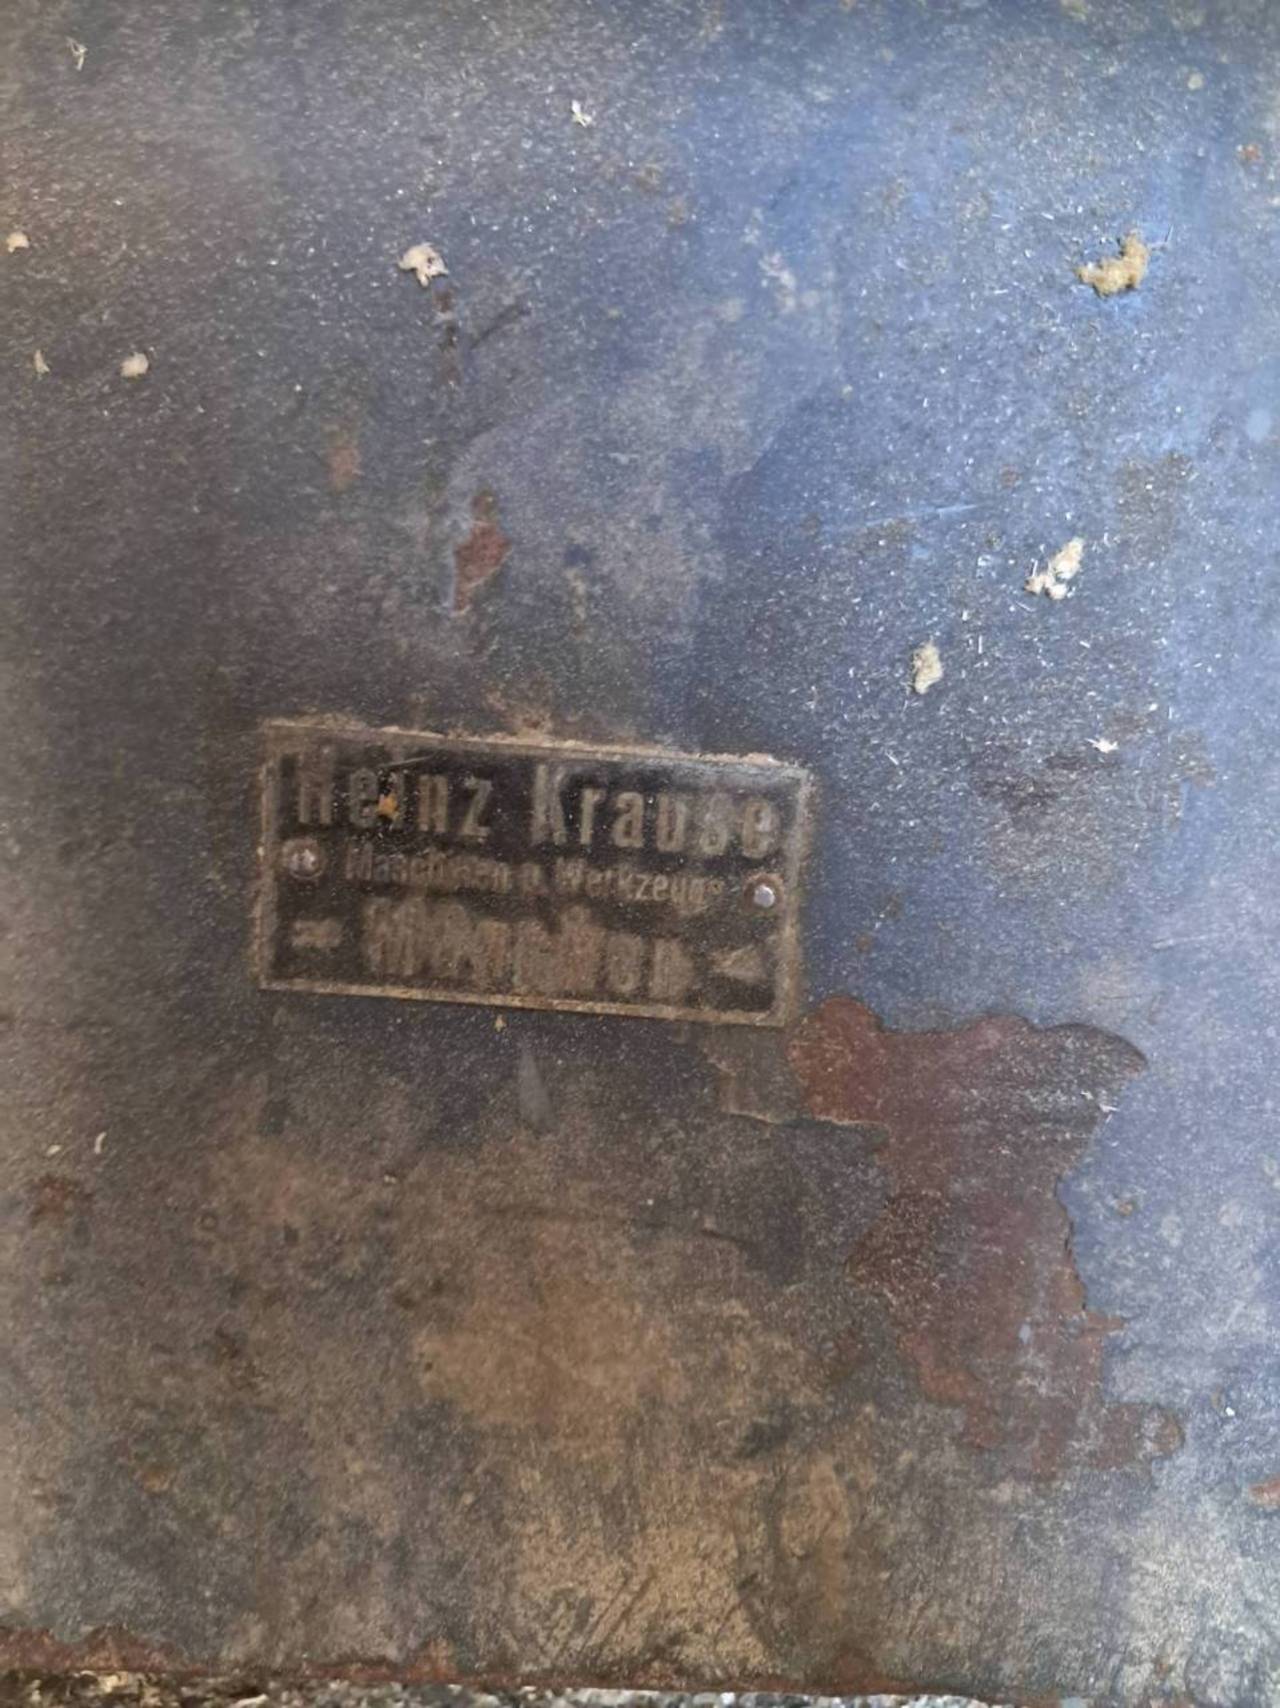 Heinz Krause
Maschinen u. Werkzeuge